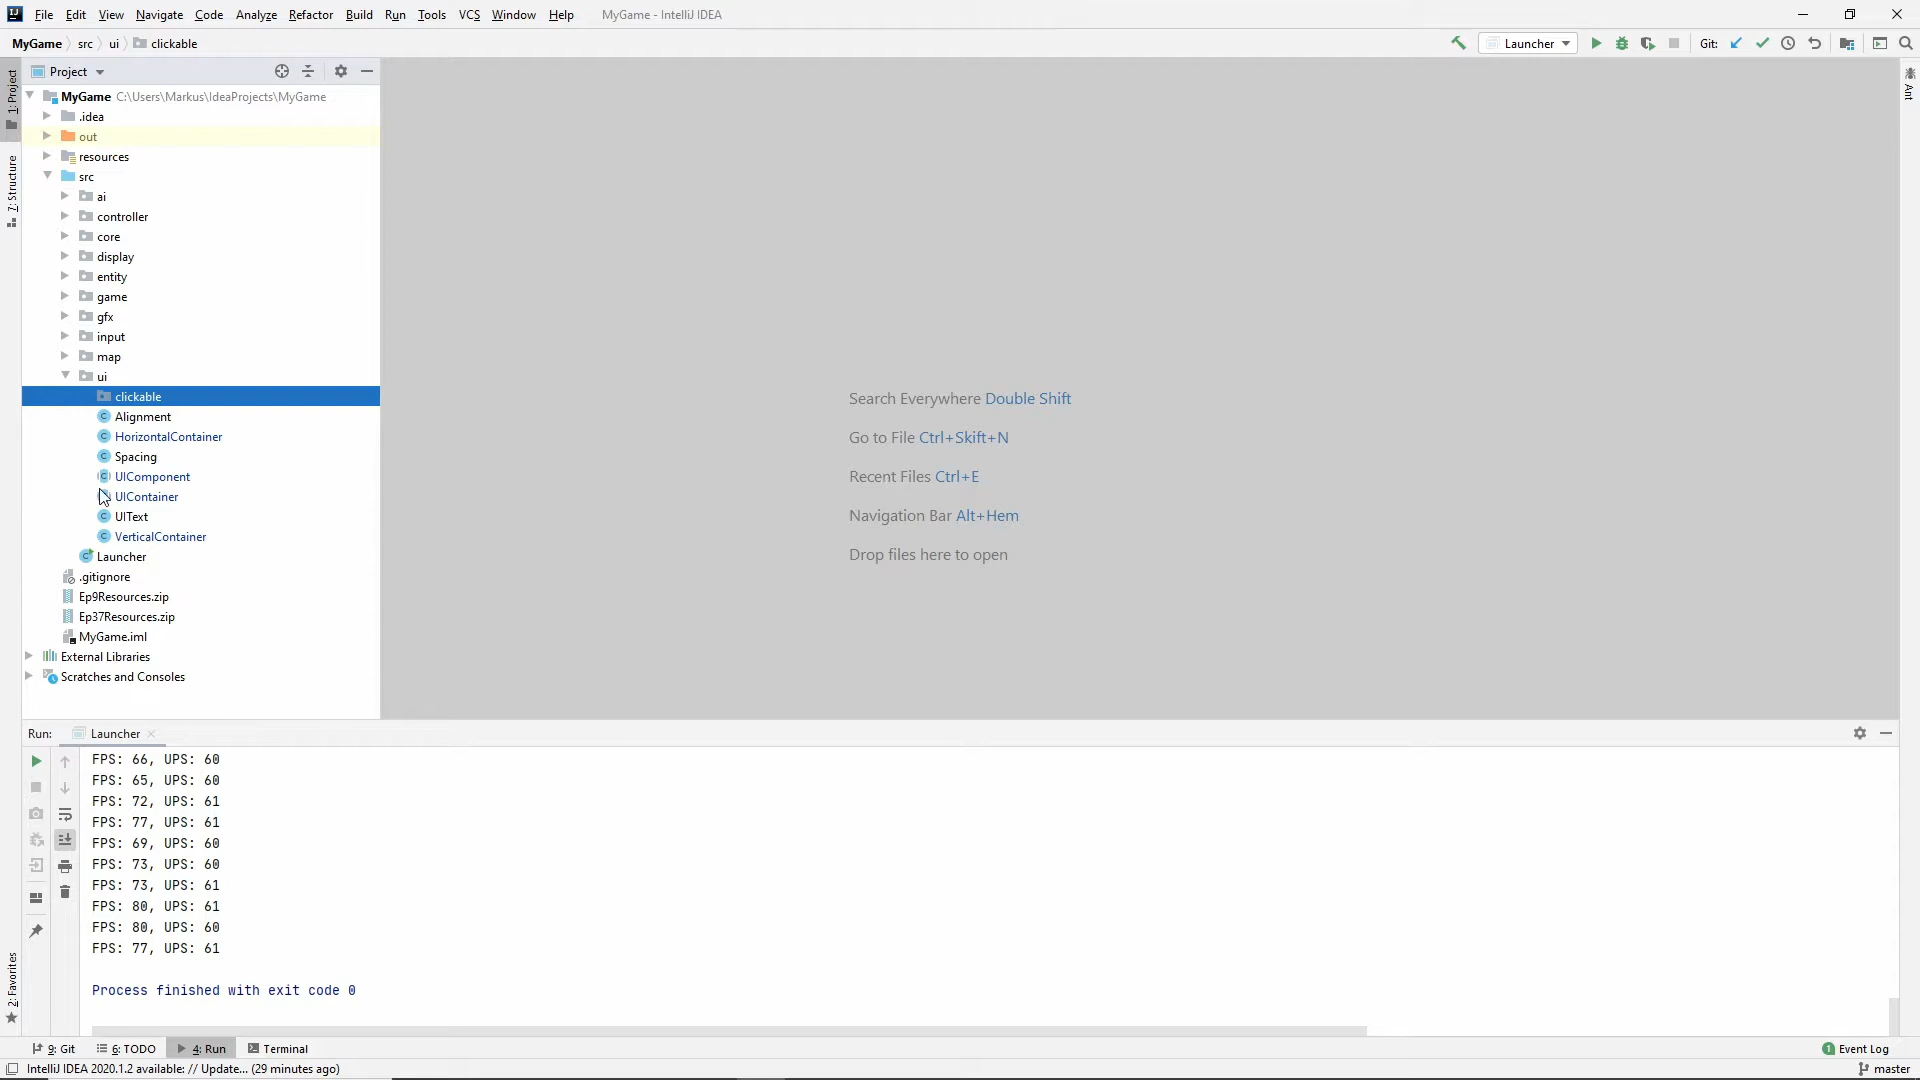 File Edit View Navigate Code Analyze Refactor Build Run Tools VCS Window Help MyGame - IntelliJ IDEA
MyGame src ui clickable
Launcher Git:
1: Project
7: Structure
2: Favorites
Ant
Project
MyGame C:\Users\Markus\IdeaProjects\MyGame
.idea
out
resources
src
ai
controller
core
display
entity
game
gfx
input
map
ui
clickable
Alignment
HorizontalContainer
Spacing
UIComponent
UIContainer
UIText
VerticalContainer
Launcher
.gitignore
Ep9Resources.zip
Ep37Resources.zip
MyGame.iml
External Libraries
Scratches and Consoles
Search Everywhere Double Shift
Go to File Ctrl+Skift+N
Recent Files Ctrl+E
Navigation Bar Alt+Hem
Drop files here to open
Run: Launcher
FPS: 66, UPS: 60
FPS: 65, UPS: 60
FPS: 72, UPS: 61
FPS: 77, UPS: 61
FPS: 69, UPS: 60
FPS: 73, UPS: 60
FPS: 73, UPS: 61
FPS: 80, UPS: 61
FPS: 80, UPS: 60
FPS: 77, UPS: 61
Process finished with exit code 0
9: Git 6: TODO 4: Run Terminal 1 Event Log
IntelliJ IDEA 2020.1.2 available: // Update... (29 minutes ago) master